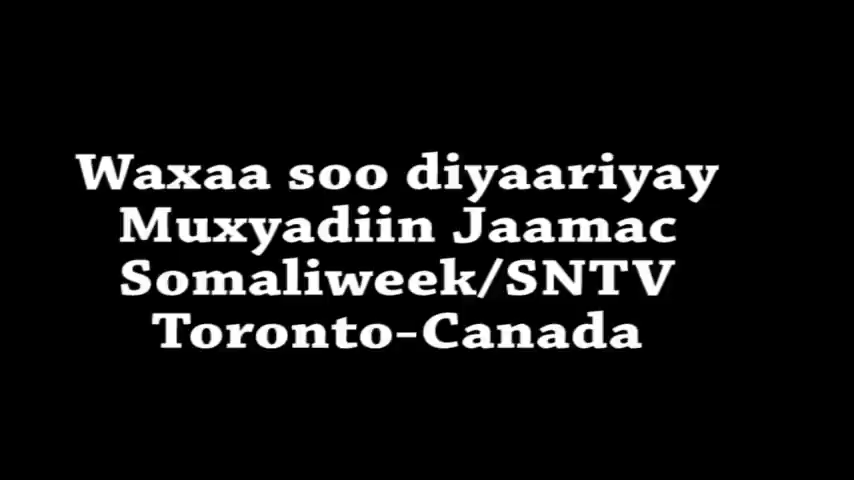 Waxaa soo diyaariyay
Muxyadiin Jaamac
Somaliweek/SNTV
Toronto-Canada